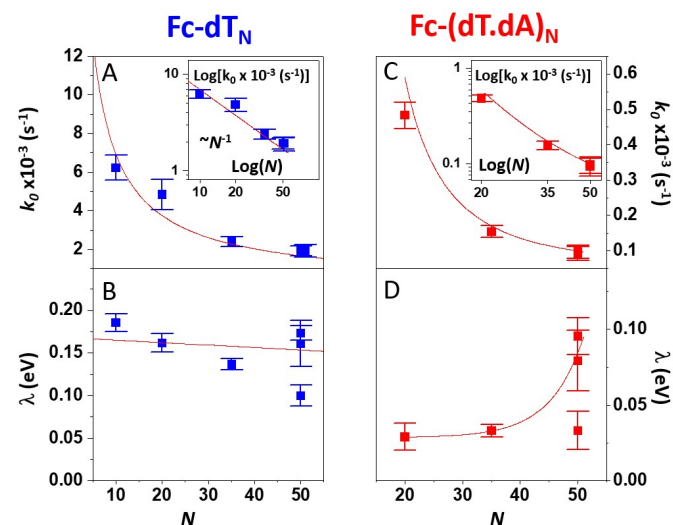 Fc-dT_N
Fc-(dT.dA)_N
A
12
10
8
6
4
2
k₀ x10⁻³ (s⁻¹)
Log[k₀ x 10⁻³ (s⁻¹)]
10
1
~N⁻¹
Log(N)
10
20
50
C
0.6
0.5
0.4
0.3
0.2
0.1
k₀ x10⁻³ (s⁻¹)
Log[k₀ x 10⁻³ (s⁻¹)]
1
0.1
Log(N)
20
35
50
B
0.20
0.15
0.10
0.05
0.00
λ (eV)
10
20
30
40
50
N
D
0.10
0.05
0.00
λ (eV)
20
30
40
50
N